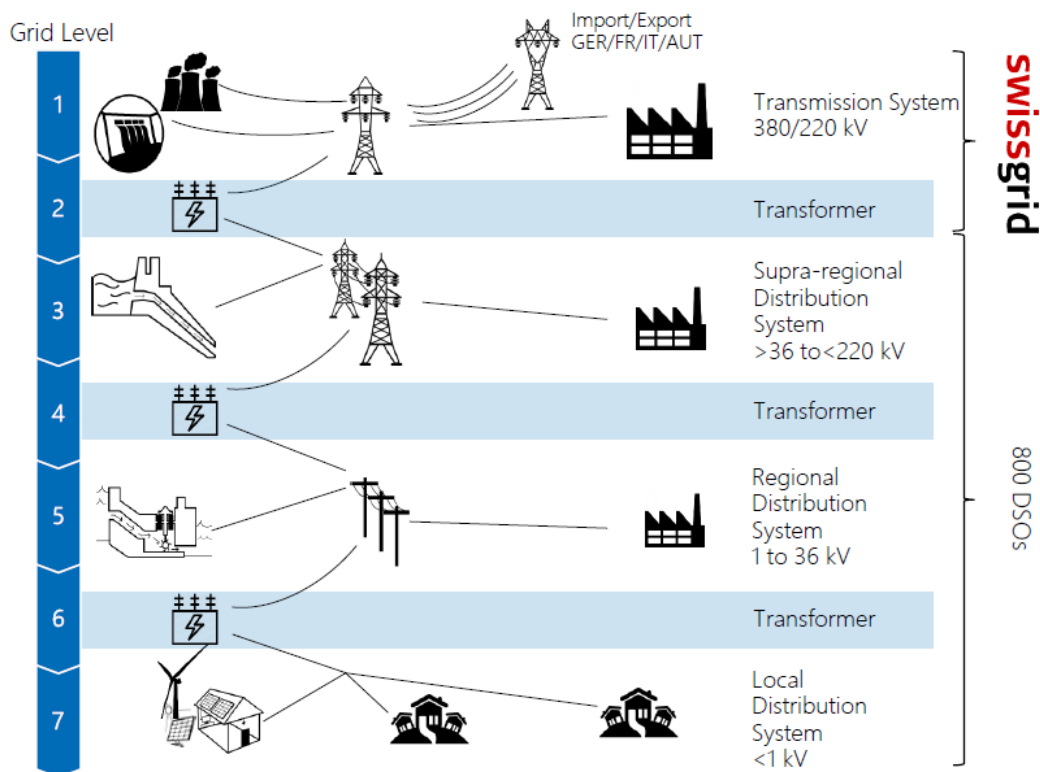 Grid Level
Import/Export
GER/FR/IT/AUT
1
Transmission System
380/220 kV
swissgrid
2
Transformer
3
Supra-regional
Distribution
System
>36 to<220 kV
4
Transformer
5
Regional
Distribution
System
1 to 36 kV
800 DSOs
6
Transformer
7
Local
Distribution
System
<1 kV